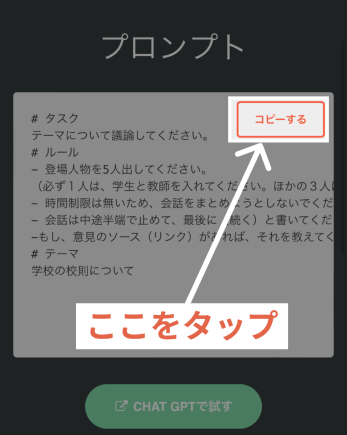 プロンプト
コピーする
# タスク
テーマについて議論してください。
# ルール
- 登場人物を5人出してください。
（必ず１人は、学生と教師を入れてください。ほかの３人に
- 時間制限は無いため、会話をまとめようとしないでくだ
- 会話は中途半端で止めて、最後に（続く）と書いてくだ
-もし、意見のソース（リンク）があれば、それを教えてく
# テーマ
学校の校則について
ここをタップ
CHAT GPTで試す